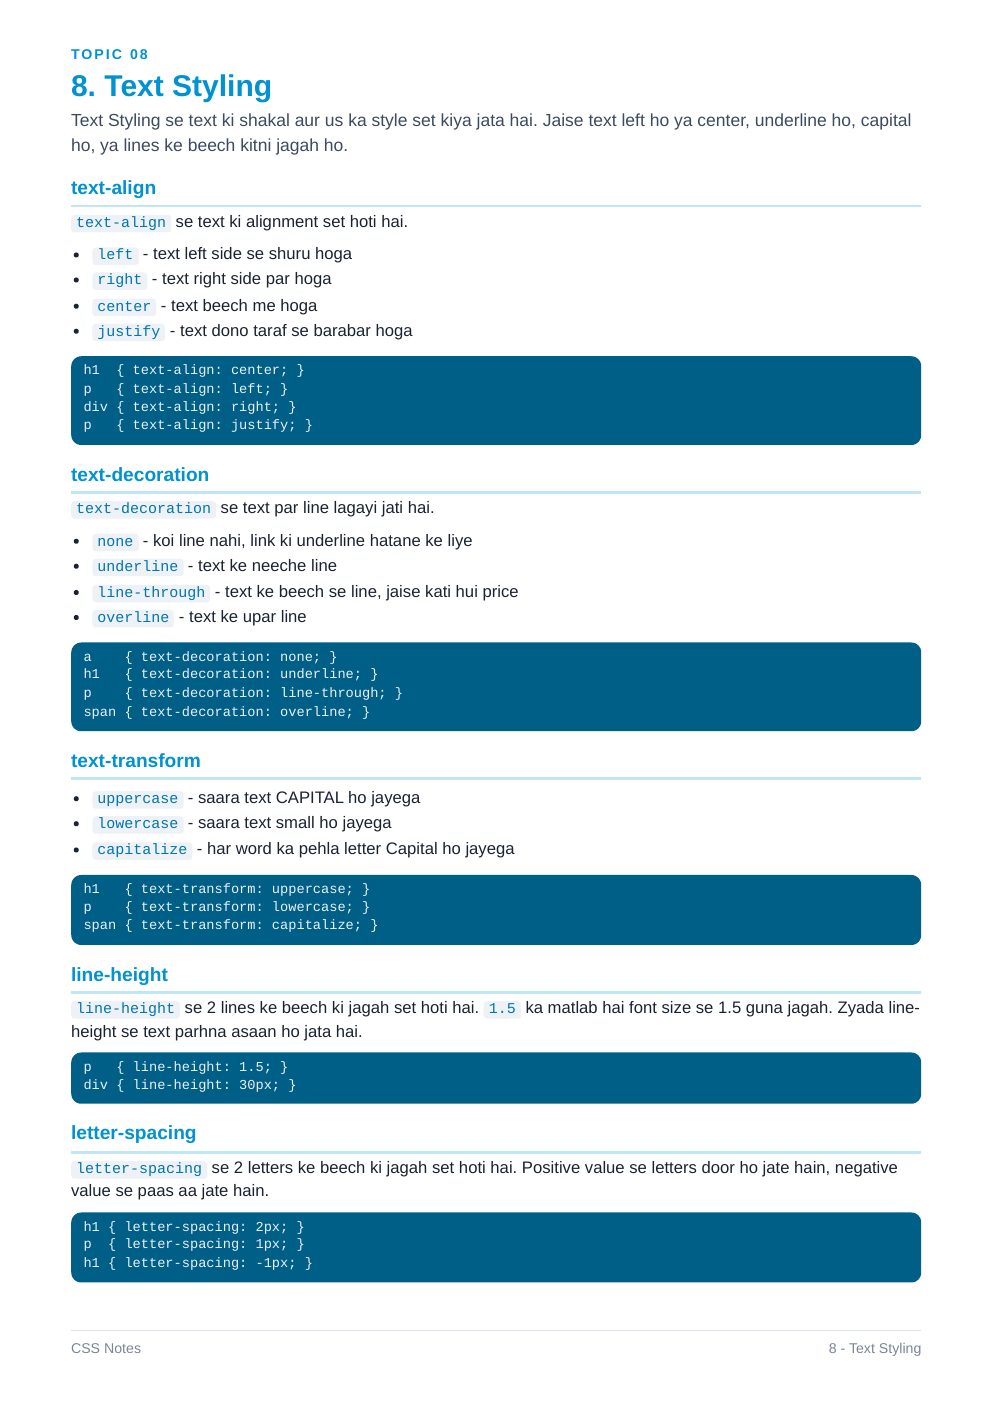 TOPIC 08
8. Text Styling
Text Styling se text ki shakal aur us ka style set kiya jata hai. Jaise text left ho ya center, underline ho, capital
ho, ya lines ke beech kitni jagah ho.
text-align
text-align se text ki alignment set hoti hai.
• left - text left side se shuru hoga
• right - text right side par hoga
• center - text beech me hoga
• justify - text dono taraf se barabar hoga
h1  { text-align: center; }
p   { text-align: left; }
div { text-align: right; }
p   { text-align: justify; }
text-decoration
text-decoration se text par line lagayi jati hai.
• none - koi line nahi, link ki underline hatane ke liye
• underline - text ke neeche line
• line-through - text ke beech se line, jaise kati hui price
• overline - text ke upar line
a    { text-decoration: none; }
h1   { text-decoration: underline; }
p    { text-decoration: line-through; }
span { text-decoration: overline; }
text-transform
• uppercase - saara text CAPITAL ho jayega
• lowercase - saara text small ho jayega
• capitalize - har word ka pehla letter Capital ho jayega
h1   { text-transform: uppercase; }
p    { text-transform: lowercase; }
span { text-transform: capitalize; }
line-height
line-height se 2 lines ke beech ki jagah set hoti hai. 1.5 ka matlab hai font size se 1.5 guna jagah. Zyada line-
height se text parhna asaan ho jata hai.
p   { line-height: 1.5; }
div { line-height: 30px; }
letter-spacing
letter-spacing se 2 letters ke beech ki jagah set hoti hai. Positive value se letters door ho jate hain, negative
value se paas aa jate hain.
h1 { letter-spacing: 2px; }
p  { letter-spacing: 1px; }
h1 { letter-spacing: -1px; }
CSS Notes
8 - Text Styling